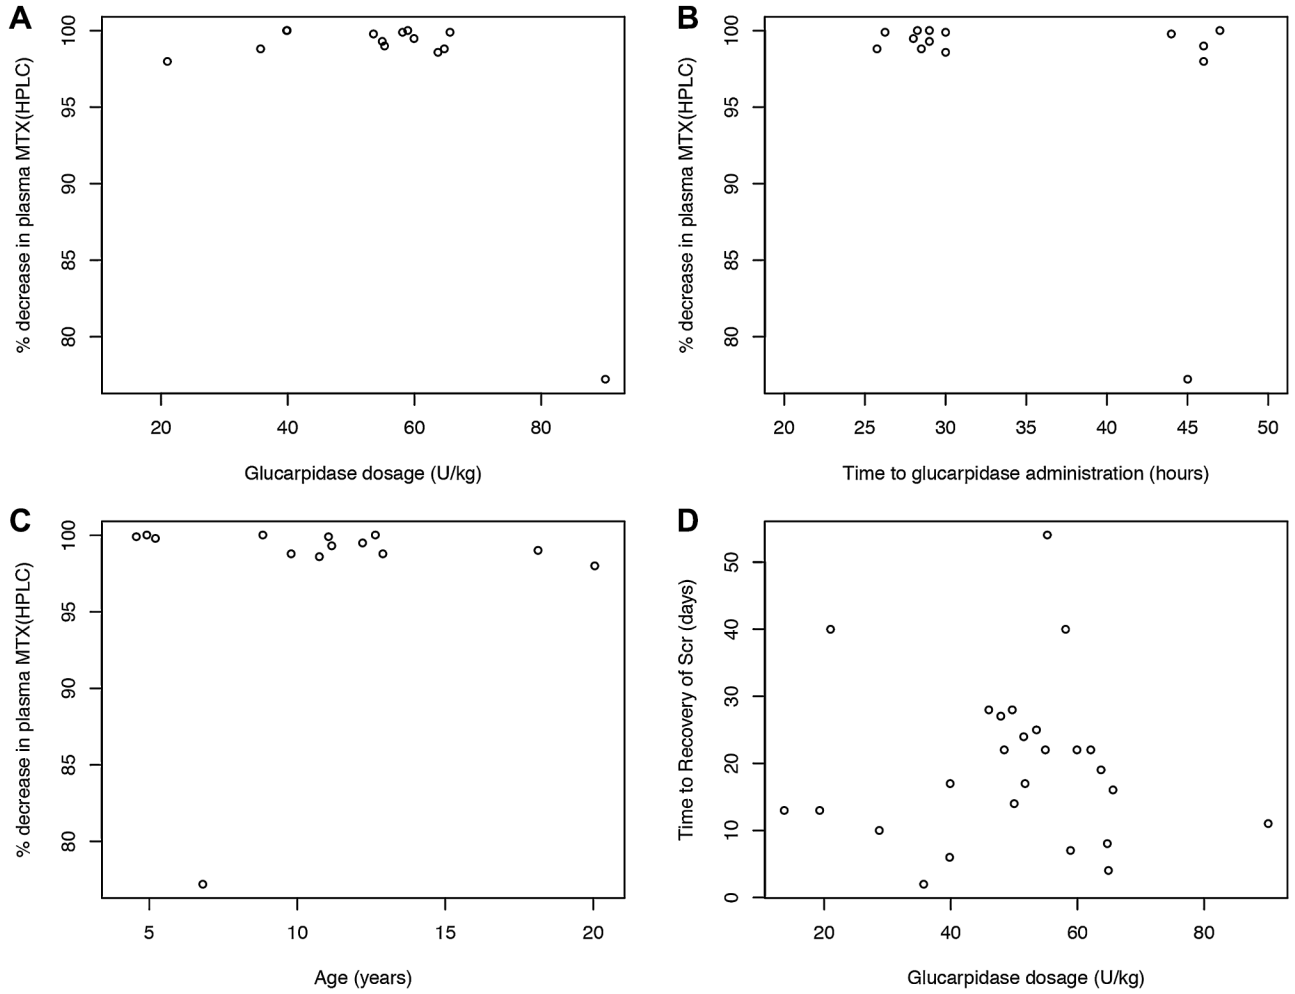 A
% decrease in plasma MTX(HPLC)
100
95
90
85
80
20 40 60 80
Glucarpidase dosage (U/kg)
B
% decrease in plasma MTX(HPLC)
100
95
90
85
80
20 25 30 35 40 45 50
Time to glucarpidase administration (hours)
C
% decrease in plasma MTX(HPLC)
100
95
90
85
80
5 10 15 20
Age (years)
D
Time to Recovery of Scr (days)
50
40
30
20
10
0
20 40 60 80
Glucarpidase dosage (U/kg)